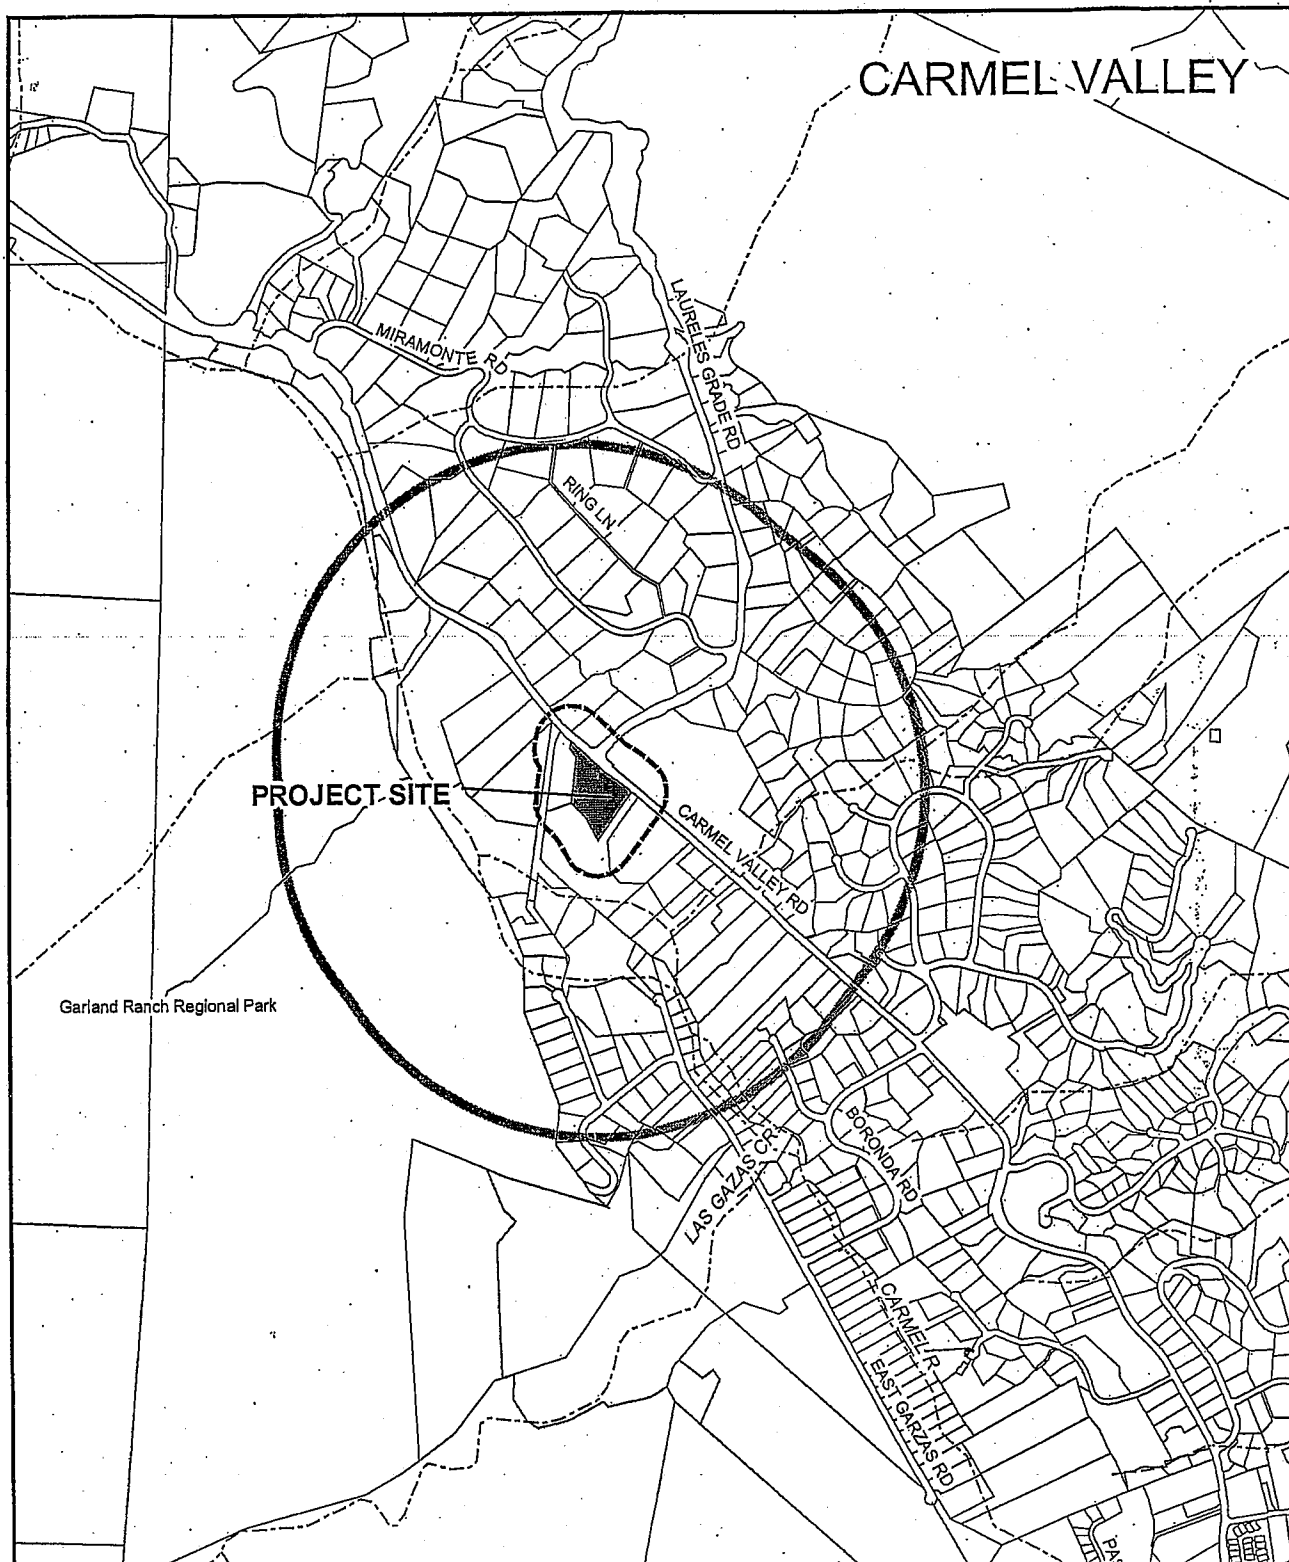 CARMEL VALLEY
MIRAMONTE RD
LAURELES GRADE RD
RING LN
PROJECT SITE
CARMEL VALLEY RD
Garland Ranch Regional Park
BORONDA RD
LAS GAZAS CR
CARMEL R
EAST GARZAS RD